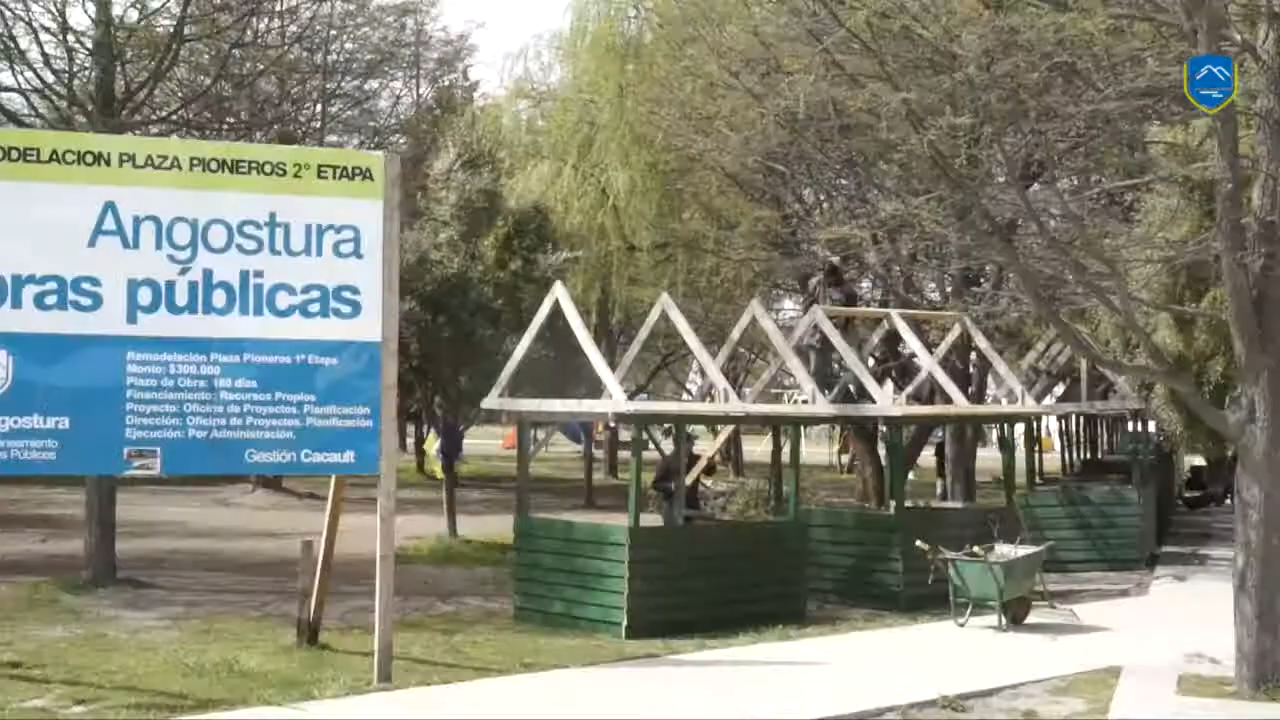 ODELACION PLAZA PIONEROS 2° ETAPA
Angostura
bras públicas
Remodelación Plaza Pioneros 1ª Etapa
Monto: $300.000
Plazo de Obra: 180 días
Financiamiento: Recursos Propios
Proyecto: Oficina de Proyectos. Planificación
Dirección: Oficina de Proyectos. Planificación
Ejecución: Por Administración.
gostura
Gestión Cacault